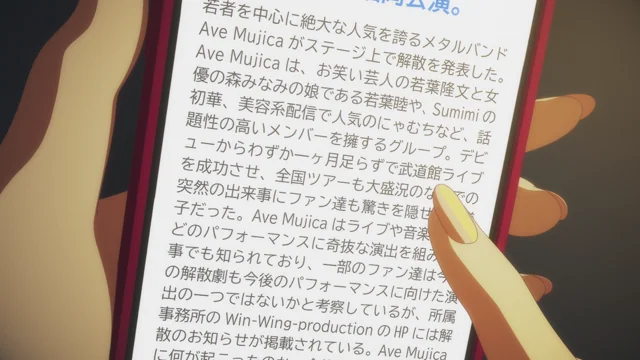 公演。
若者を中心に絶大な人気を誇るメタルバンド
Ave Mujica がステージ上で解散を発表した。
Ave Mujica は、お笑い芸人の若葉隆文と女
優の森みなみの娘である若葉睦や、Sumimi の
初華、美容系配信で人気のにゃむちなど、話
題性の高いメンバーを擁するグループ。デビ
ューからわずか一ヶ月足らずで武道館ライブ
を成功させ、全国ツアーも大盛況のな
での
突然の出来事にファン達も驚きを隠せ
子だった。Ave Mujica はライブや音楽
どのパフォーマンスに奇抜な演出を組み
事でも知られており、一部のファン達は今
の解散劇も今後のパフォーマンスに向けた演
出の一つではないかと考察しているが、所属
事務所の Win-Wing-production の HP には解
散のお知らせが掲載されている。Ave Mujica
に何が起こったのか